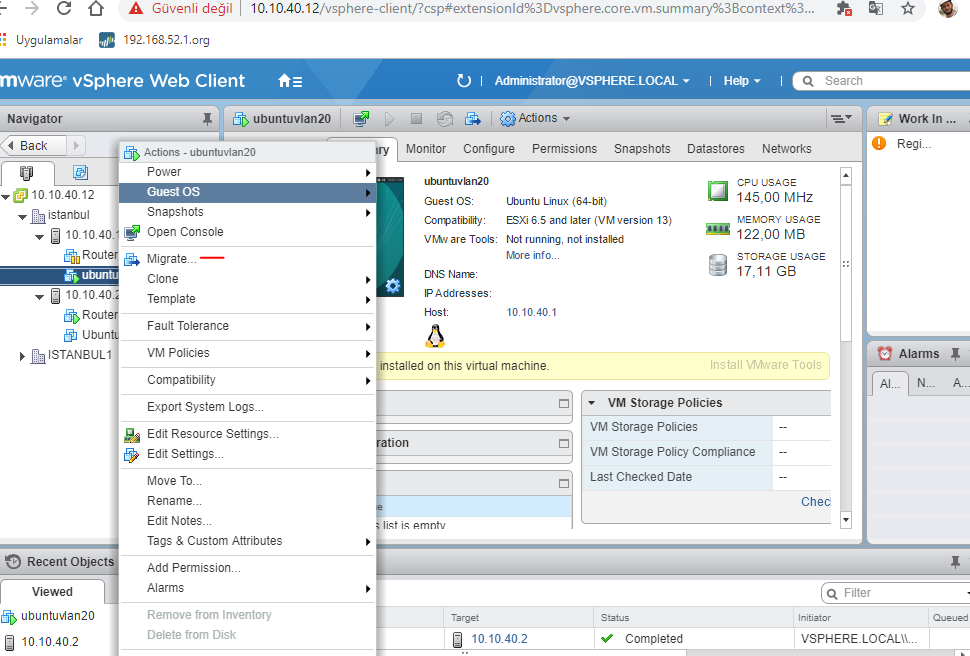 Güvenli değil
10.10.40.12/vsphere-client/?csp#extensionId%3Dvsphere.core.vm.summary%3Bcontext%3...
Uygulamalar
192.168.52.1.org
mware® vSphere Web Client
Administrator@VSPHERE.LOCAL
Help
Search
Navigator
Back
10.10.40.12
istanbul
10.10.40.1
Router
ubuntu
10.10.40.2
Router
Ubuntu
ISTANBUL1
Actions - ubuntuvlan20
Power
Guest OS
Snapshots
Open Console
Migrate...
Clone
Template
Fault Tolerance
VM Policies
Compatibility
Export System Logs...
Edit Resource Settings...
Edit Settings...
Move To...
Rename...
Edit Notes...
Tags & Custom Attributes
Add Permission...
Alarms
Remove from Inventory
Delete from Disk
ubuntuvlan20
Actions
ary
Monitor
Configure
Permissions
Snapshots
Datastores
Networks
ubuntuvlan20
Guest OS:
Ubuntu Linux (64-bit)
Compatibility:
ESXi 6.5 and later (VM version 13)
VMware Tools:
Not running, not installed
More info...
DNS Name:
IP Addresses:
Host:
10.10.40.1
CPU USAGE
145,00 MHz
MEMORY USAGE
122,00 MB
STORAGE USAGE
17,11 GB
installed on this virtual machine.
Install VMware Tools
ration
s list is empty
VM Storage Policies
VM Storage Policies
--
VM Storage Policy Compliance
--
Last Checked Date
--
Chec
Work In ...
Regi...
Alarms
Al...
N...
A...
Recent Objects
Viewed
ubuntuvlan20
10.10.40.2
Filter
Target
Status
Initiator
Queued
10.10.40.2
Completed
VSPHERE.LOCAL\\...